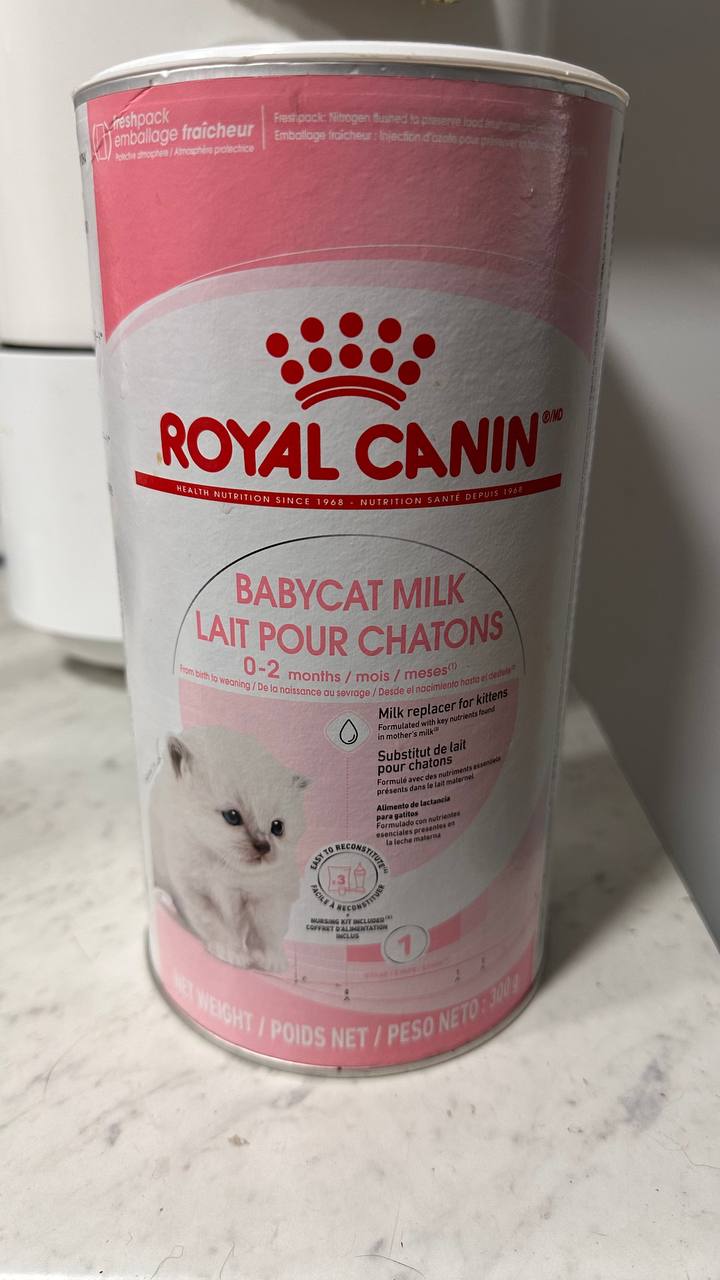 freshpack
emballage fraîcheur
Protective atmosphere / Atmosphère protectrice
Freshpack: Nitrogen flushed to preserve food
Emballage fraîcheur : Injection d'azote pour préserver
ROYAL CANIN ®/MD
HEALTH NUTRITION SINCE 1968 - NUTRITION SANTÉ DEPUIS 1968
BABYCAT MILK
LAIT POUR CHATONS
0-2 months / mois / meses(1)
From birth to weaning / De la naissance au sevrage / Desde el nacimiento hasta el destete
Milk replacer for kittens
Formulated with key nutrients found
in mother's milk
Substitut de lait
pour chatons
Formulé avec des nutriments essentiels
présents dans le lait maternel
Alimento de lactancia
para gatitos
Formulado con nutrientes
esenciales presentes en
la leche materna
EASY TO RECONSTITUTE
x3
FACILE À RECONSTITUER
+
NURSING KIT INCLUDED
COFFRET D'ALIMENTATION
INCLUS
1
NET WEIGHT / POIDS NET / PESO NETO : 300 g